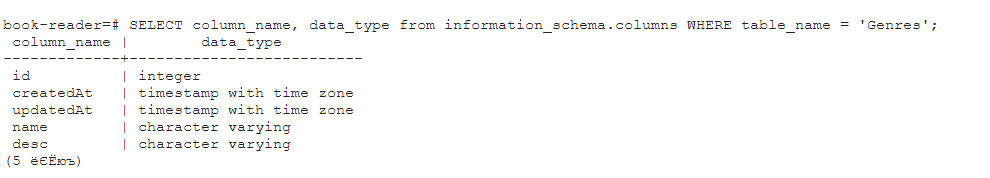 book-reader=# SELECT column_name, data_type from information_schema.columns WHERE table_name = 'Genres';
column_name | data_type
-------------+--------------------------
id | integer
createdAt | timestamp with time zone
updatedAt | timestamp with time zone
name | character varying
desc | character varying
(5 ёЄЁюъ)